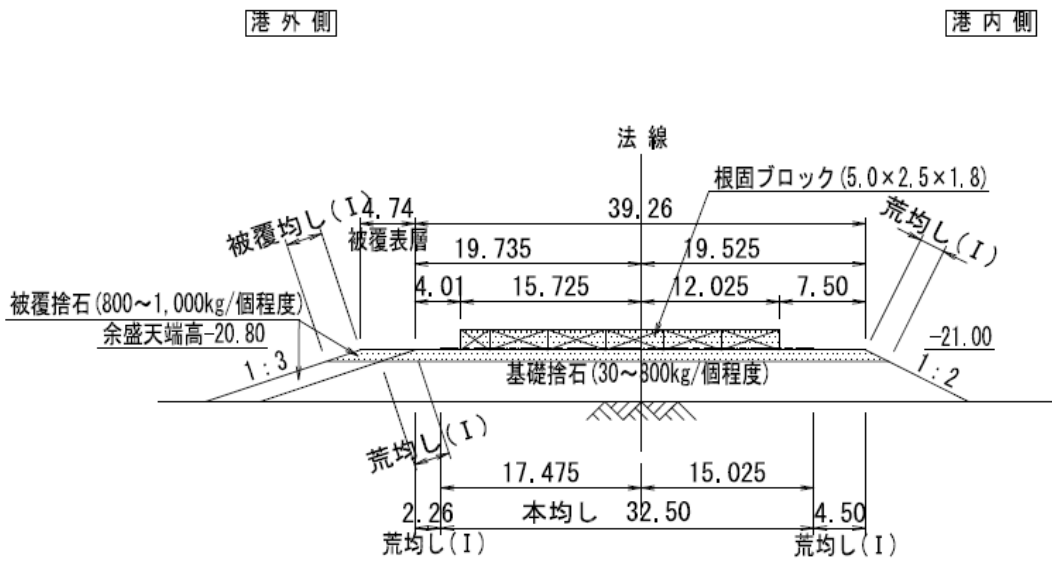 港外側
港内側
法線
根固ブロック(5.0×2.5×1.8)
被覆均し(I)
4.74
39.26
荒均し(I)
被覆表層
19.735
19.525
4.01
15.725
12.025
7.50
被覆捨石(800～1,000kg/個程度)
余盛天端高-20.80
-21.00
1:3
基礎捨石(30～800kg/個程度)
1:2
荒均し(I)
17.475
15.025
2.26
本均し 32.50
4.50
荒均し(I)
荒均し(I)